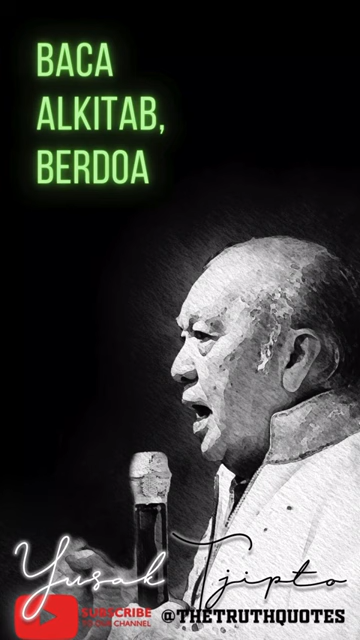 BACA
ALKITAB,
BERDOA
Yusak Tjipto
SUBSCRIBE
TO OUR CHANNEL
@THETRUTHQUOTES